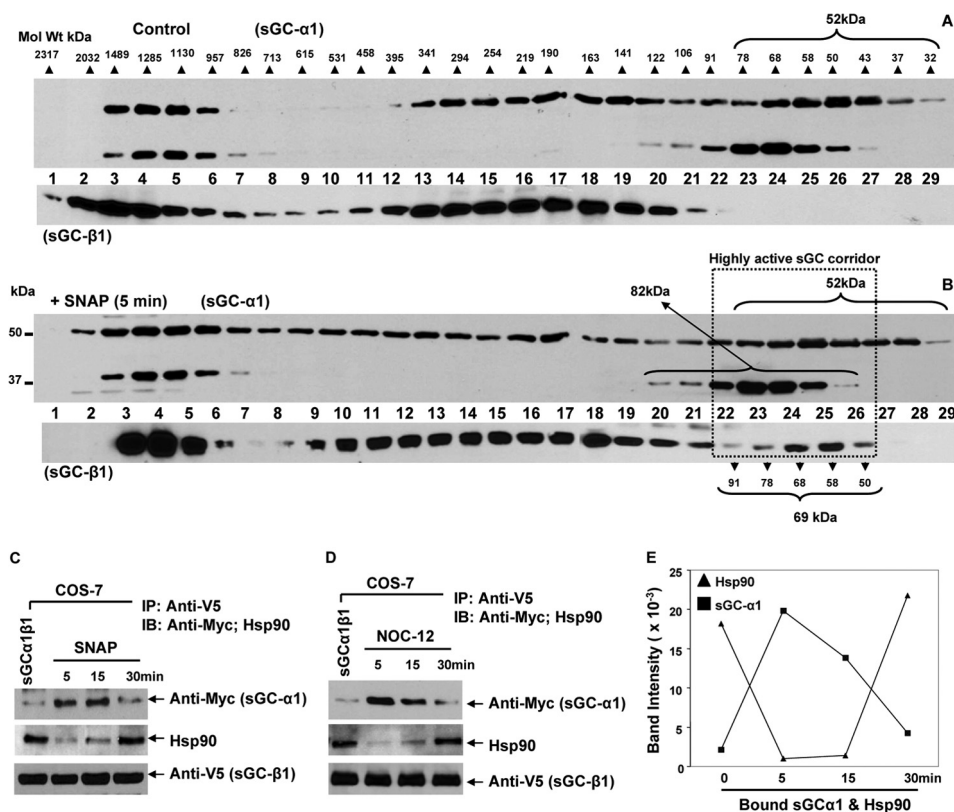 Control (sGC-α1) 52kDa A
Mol Wt kDa
2317 2032 1489 1285 1130 957 826 713 615 531 458 395 341 294 254 219 190 163 141 122 106 91 78 68 58 50 43 37 32
1 2 3 4 5 6 7 8 9 10 11 12 13 14 15 16 17 18 19 20 21 22 23 24 25 26 27 28 29
(sGC-β1)
Highly active sGC corridor
kDa + SNAP (5 min) (sGC-α1) 82kDa 52kDa B
50
37
1 2 3 4 5 6 7 8 9 10 11 12 13 14 15 16 17 18 19 20 21 22 23 24 25 26 27 28 29
(sGC-β1)
91 78 68 58 50
69 kDa
C
COS-7
sGCα1β1
IP: Anti-V5
IB: Anti-Myc; Hsp90
SNAP
5 15 30min
Anti-Myc (sGC-α1)
Hsp90
Anti-V5 (sGC-β1)
D
COS-7
sGCα1β1
IP: Anti-V5
IB: Anti-Myc; Hsp90
NOC-12
5 15 30min
Anti-Myc (sGC-α1)
Hsp90
Anti-V5 (sGC-β1)
E
Band Intensity ( x 10⁻³)
25
20
15
10
5
0
Hsp90
sGC-α1
0 5 15 30min
Bound sGCα1 & Hsp90